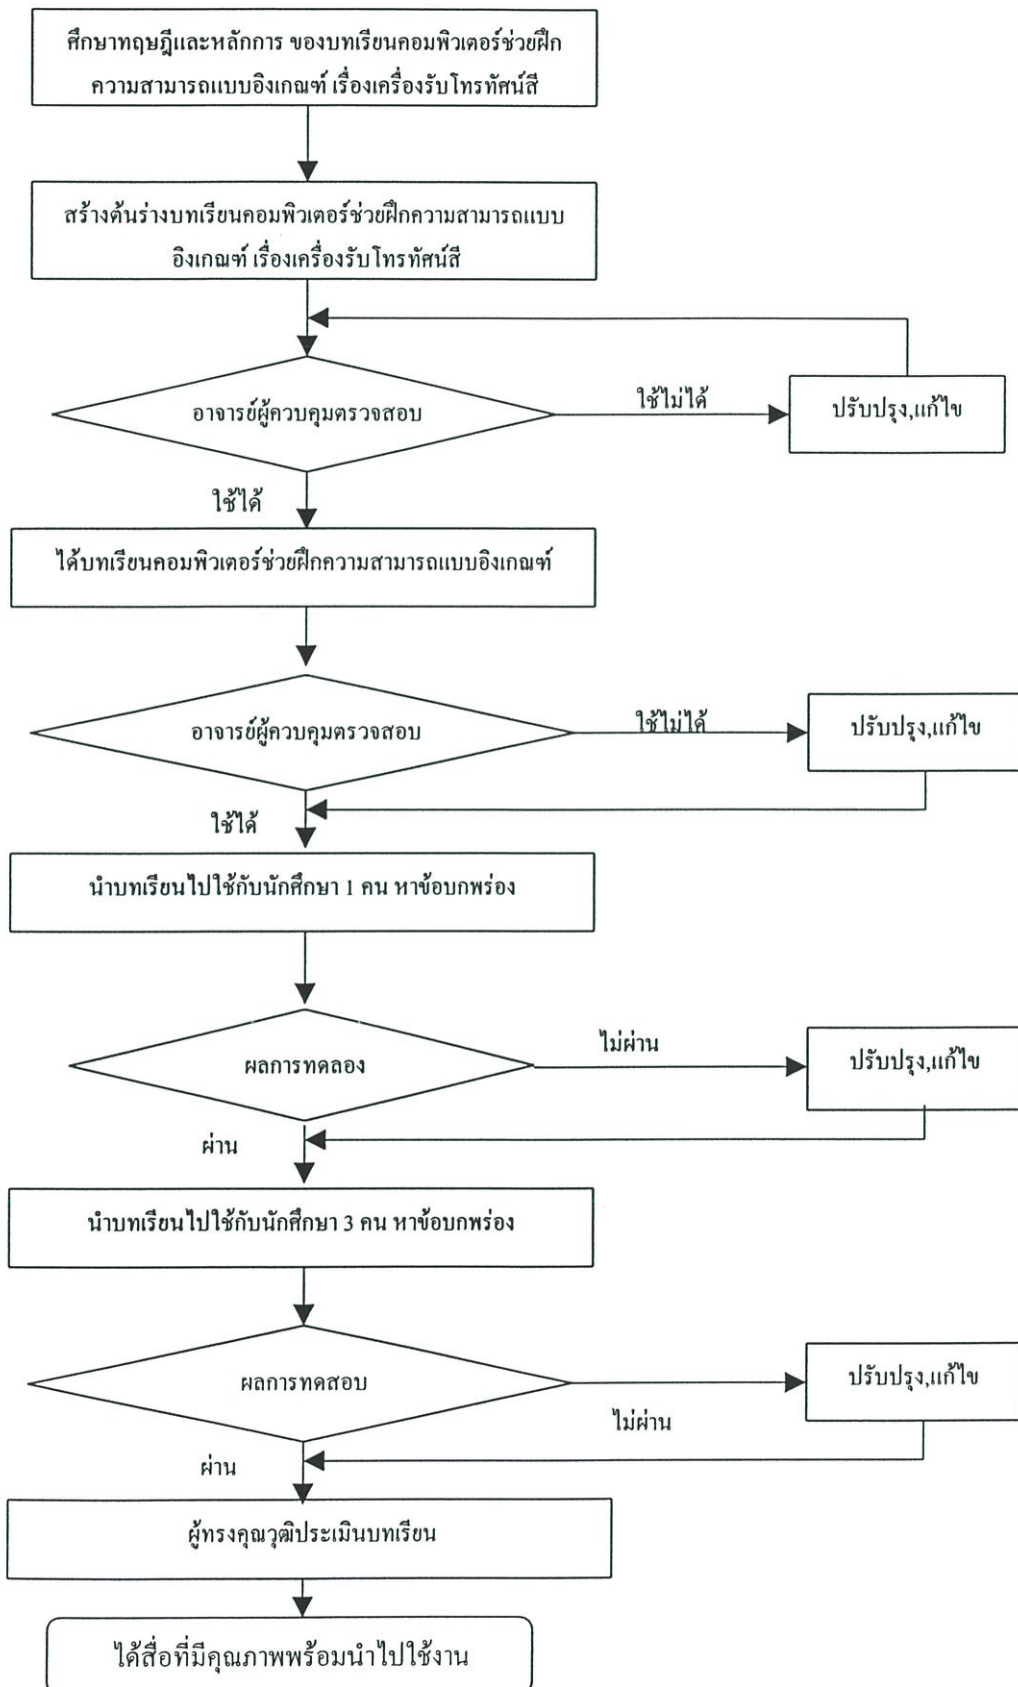 ศึกษาทฤษฎีและหลักการ ของบทเรียนคอมพิวเตอร์ช่วยฝึก
ความสามารถแบบอิงเกณฑ์ เรื่องเครื่องรับโทรทัศน์สี
สร้างต้นร่างบทเรียนคอมพิวเตอร์ช่วยฝึกความสามารถแบบ
อิงเกณฑ์ เรื่องเครื่องรับโทรทัศน์สี
อาจารย์ผู้ควบคุมตรวจสอบ
ใช้ไม่ได้
ปรับปรุง,แก้ไข
ใช้ได้
ได้บทเรียนคอมพิวเตอร์ช่วยฝึกความสามารถแบบอิงเกณฑ์
อาจารย์ผู้ควบคุมตรวจสอบ
ใช้ไม่ได้
ปรับปรุง,แก้ไข
ใช้ได้
นำบทเรียนไปใช้กับนักศึกษา 1 คน หาข้อบกพร่อง
ผลการทดลอง
ไม่ผ่าน
ปรับปรุง,แก้ไข
ผ่าน
นำบทเรียนไปใช้กับนักศึกษา 3 คน หาข้อบกพร่อง
ผลการทดสอบ
ไม่ผ่าน
ปรับปรุง,แก้ไข
ผ่าน
ผู้ทรงคุณวุฒิประเมินบทเรียน
ได้สื่อที่มีคุณภาพพร้อมนำไปใช้งาน